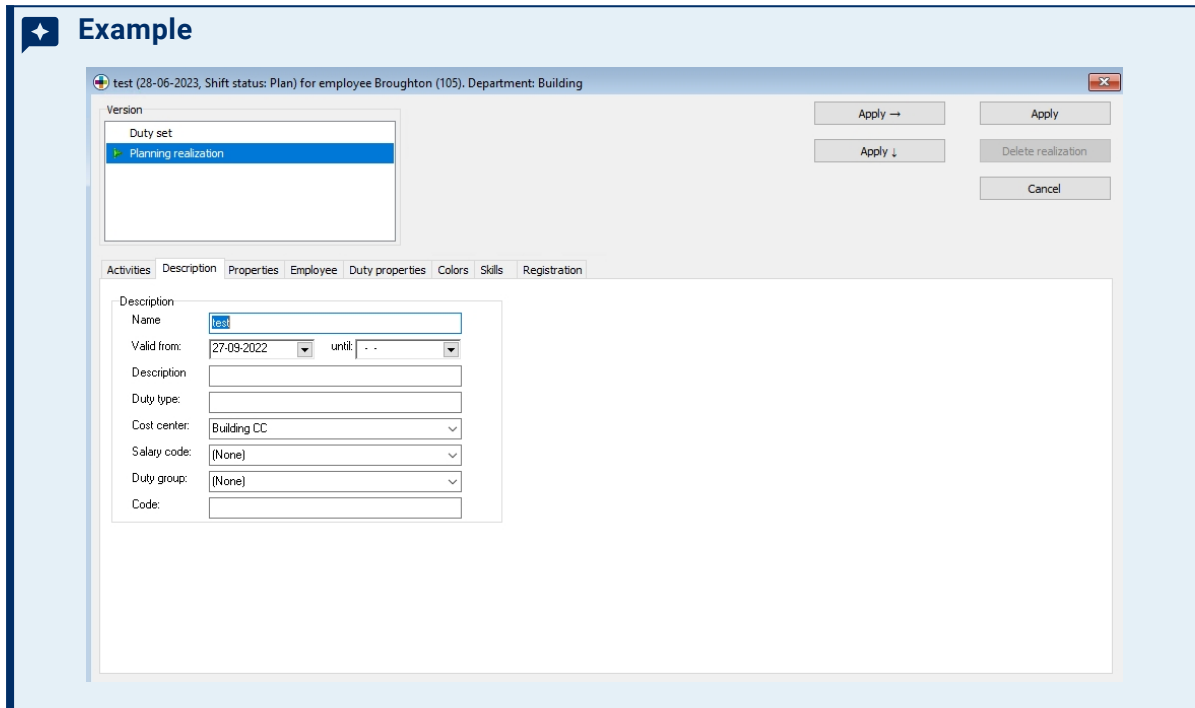 Example
test (28-06-2023, Shift status: Plan) for employee Broughton (105). Department: Building
Version
Duty set
Planning realization
Apply →
Apply
Apply ↓
Delete realization
Cancel
Activities Description Properties Employee Duty properties Colors Skills Registration
Description
Name test
Valid from: 27-09-2022 until: - -
Description
Duty type:
Cost center: Building CC
Salary code: (None)
Duty group: (None)
Code: